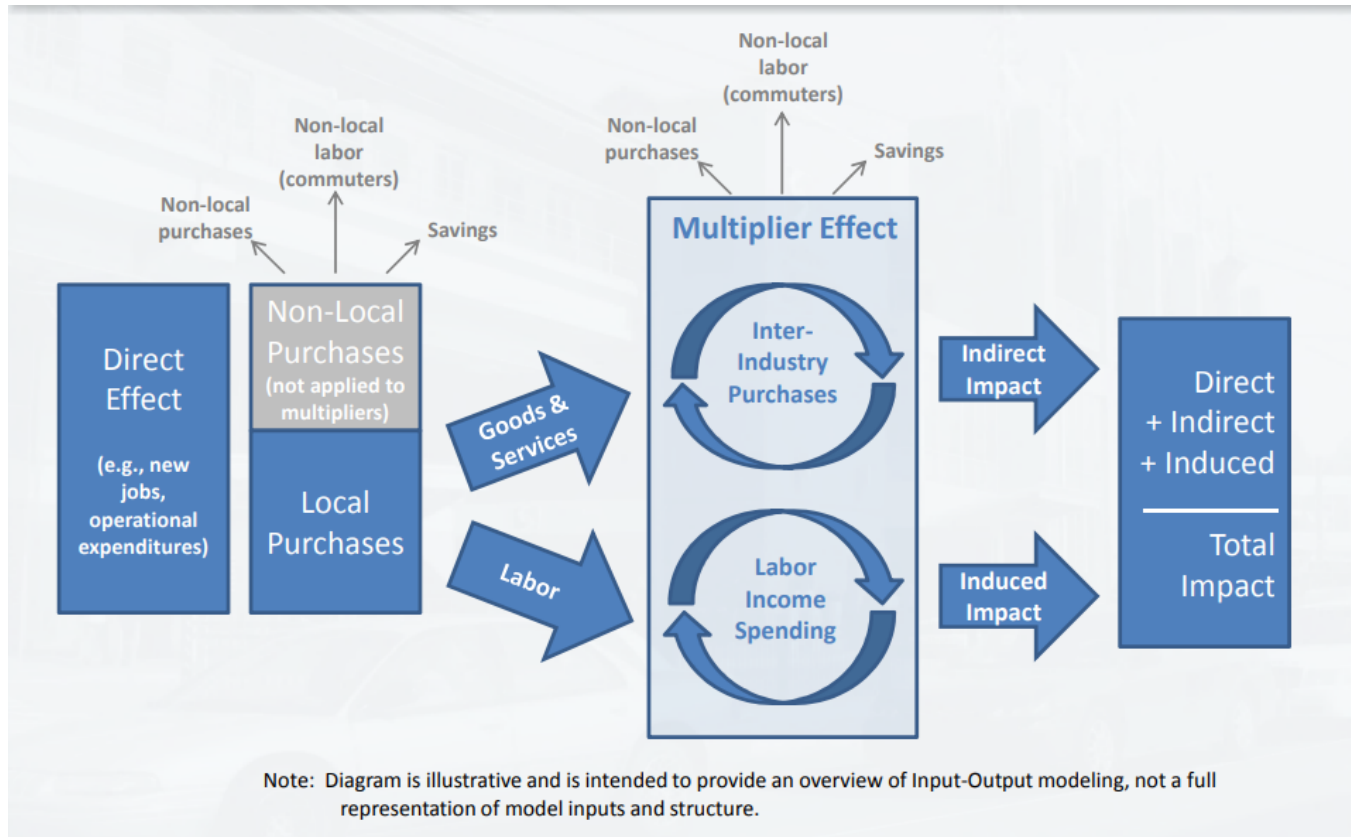 Non-local
purchases
Non-local
labor
(commuters)
Savings
Non-local
purchases
Non-local
labor
(commuters)
Savings
Direct
Effect
(e.g., new
jobs,
operational
expenditures)
Non-Local
Purchases
(not applied to
multipliers)
Local
Purchases
Goods &
Services
Labor
Multiplier Effect
Inter-
Industry
Purchases
Labor
Income
Spending
Indirect
Impact
Induced
Impact
Direct
+ Indirect
+ Induced
Total
Impact
Note: Diagram is illustrative and is intended to provide an overview of Input-Output modeling, not a full
representation of model inputs and structure.